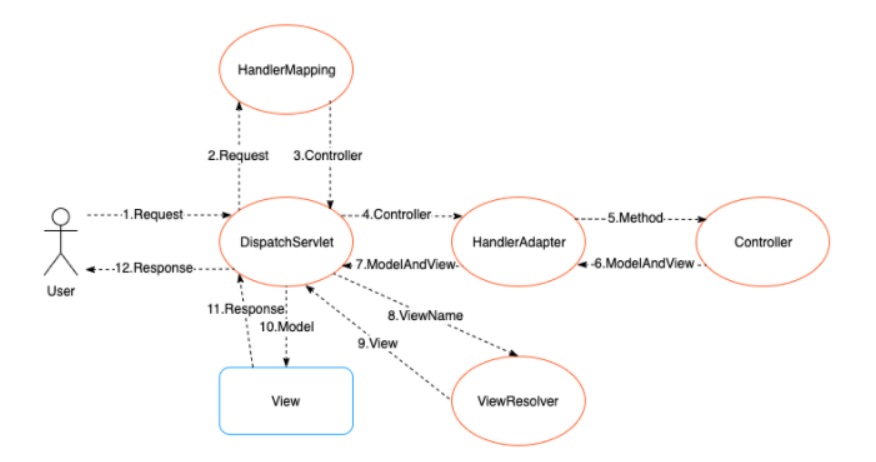 HandlerMapping
2.Request
3.Controller
1.Request
4.Controller
5.Method
DispatchServlet
HandlerAdapter
Controller
12.Response
7.ModelAndView
6.ModelAndView
User
11.Response
10.Model
8.ViewName
9.View
View
ViewResolver